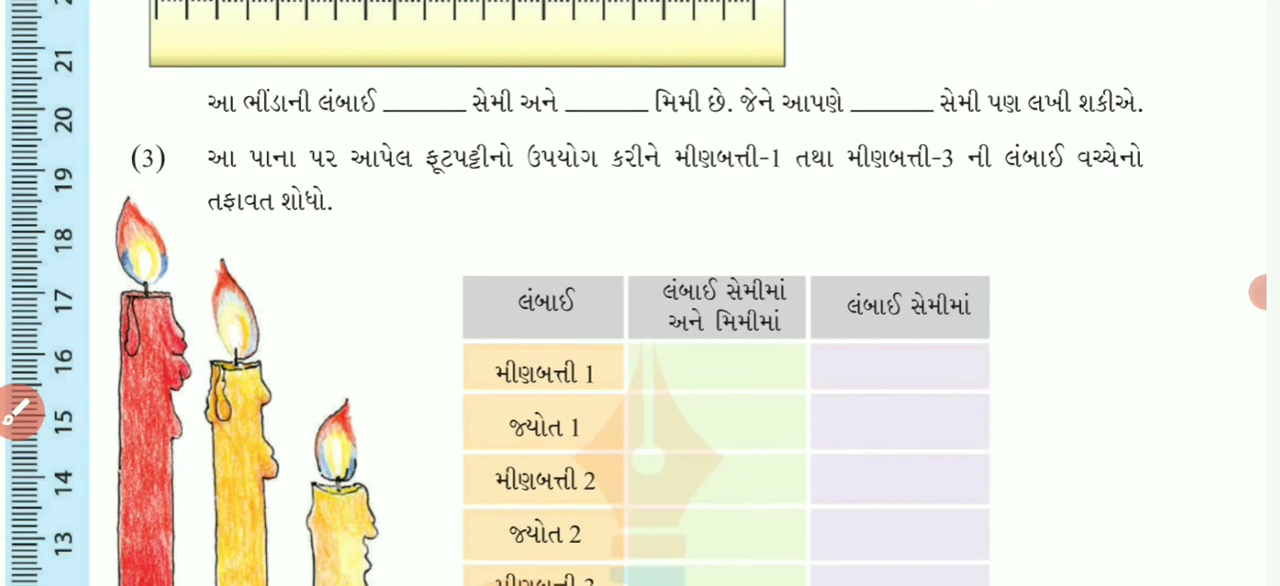 21
20
19
18
17
16
15
14
13
આ ભીંડાની લંબાઈ ______ સેમી અને ______ મિમી છે. જેને આપણે ______ સેમી પણ લખી શકીએ.
(3) આ પાના પર આપેલ ફૂટપટ્ટીનો ઉપયોગ કરીને મીણબત્તી-1 તથા મીણબત્તી-3 ની લંબાઈ વચ્ચેનો
તફાવત શોધો.
લંબાઈ
લંબાઈ સેમીમાં
અને મિમીમાં
લંબાઈ સેમીમાં
મીણબત્તી 1
જ્યોત 1
મીણબત્તી 2
જ્યોત 2